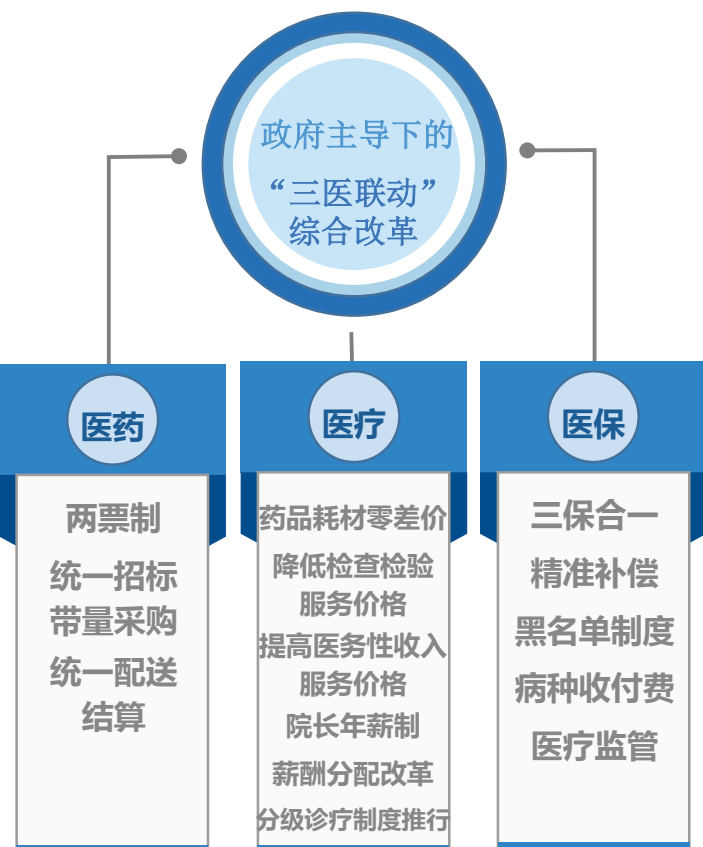 政府主导下的
“三医联动”
综合改革
医药
两票制
统一招标
带量采购
统一配送
结算
医疗
药品耗材零差价
降低检查检验
服务价格
提高医务性收入
服务价格
院长年薪制
薪酬分配改革
分级诊疗制度推行
医保
三保合一
精准补偿
黑名单制度
病种收付费
医疗监管